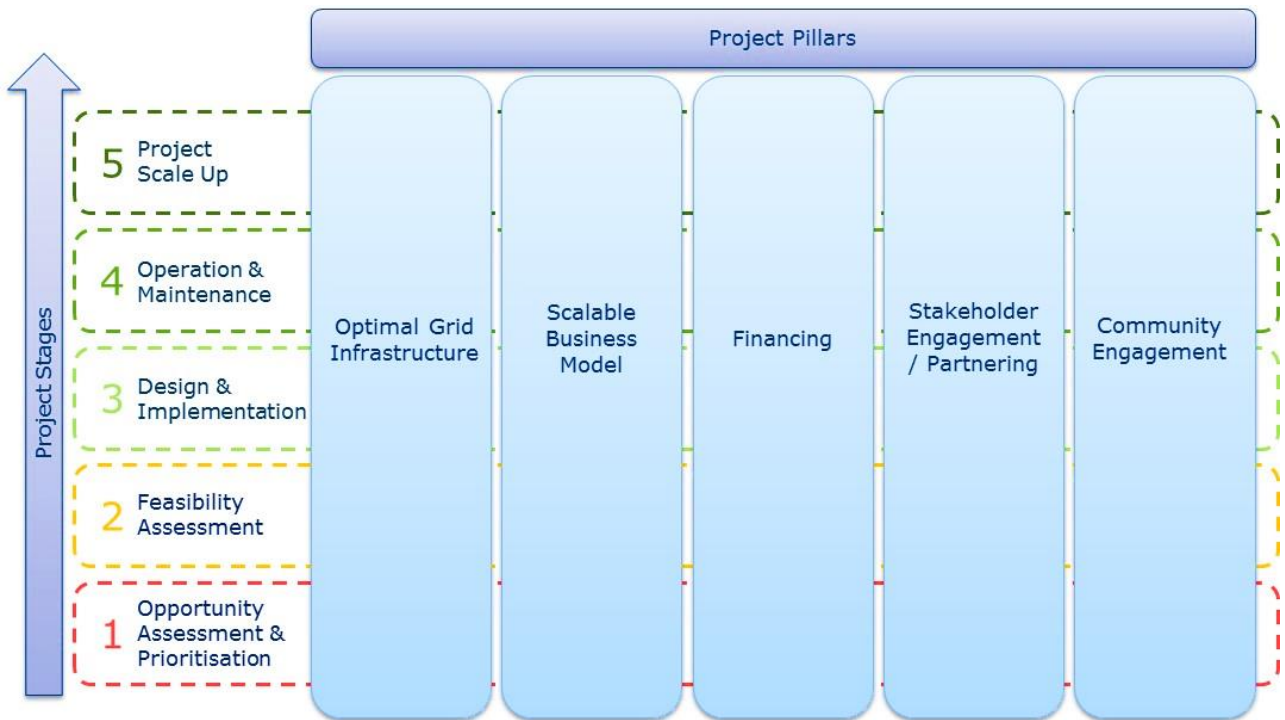 Project Pillars
Project Stages
5
Project
Scale Up
4
Operation &
Maintenance
3
Design &
Implementation
2
Feasibility
Assessment
1
Opportunity
Assessment &
Prioritisation
Optimal Grid
Infrastructure
Scalable
Business
Model
Financing
Stakeholder
Engagement
/ Partnering
Community
Engagement